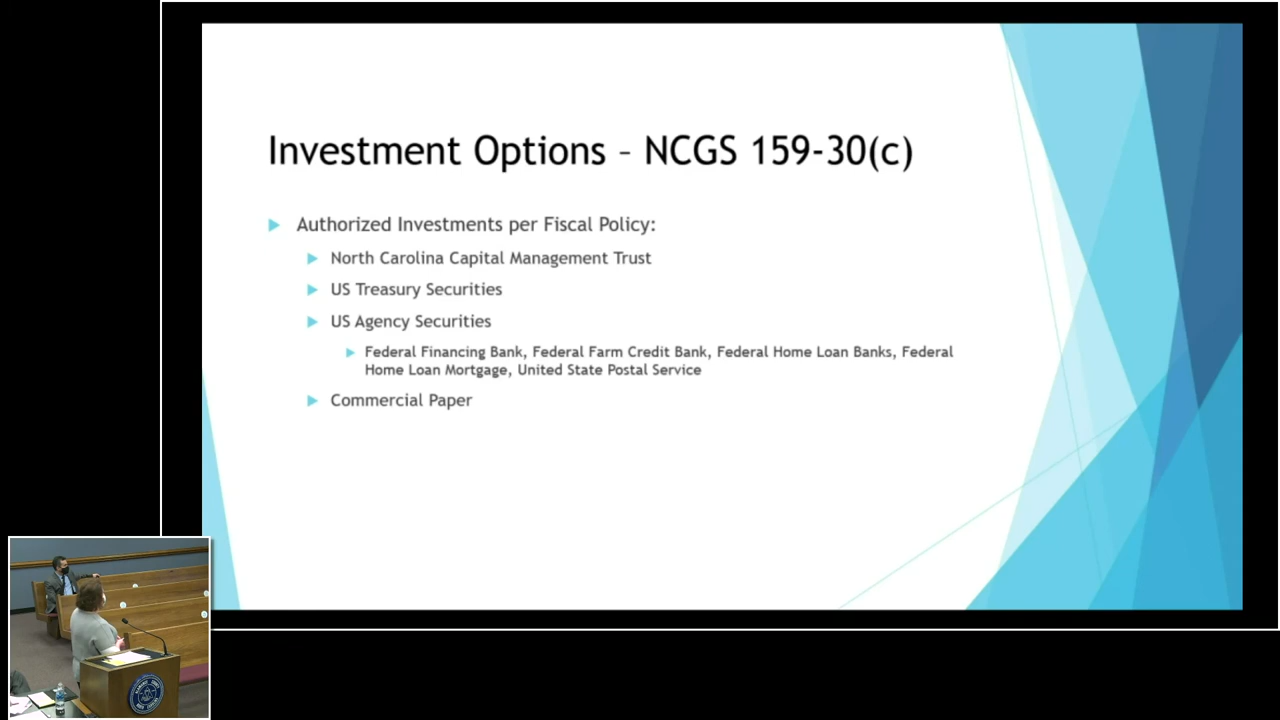 Investment Options – NCGS 159-30(c)
Authorized Investments per Fiscal Policy:
North Carolina Capital Management Trust
US Treasury Securities
US Agency Securities
Federal Financing Bank, Federal Farm Credit Bank, Federal Home Loan Banks, Federal
Home Loan Mortgage, United State Postal Service
Commercial Paper